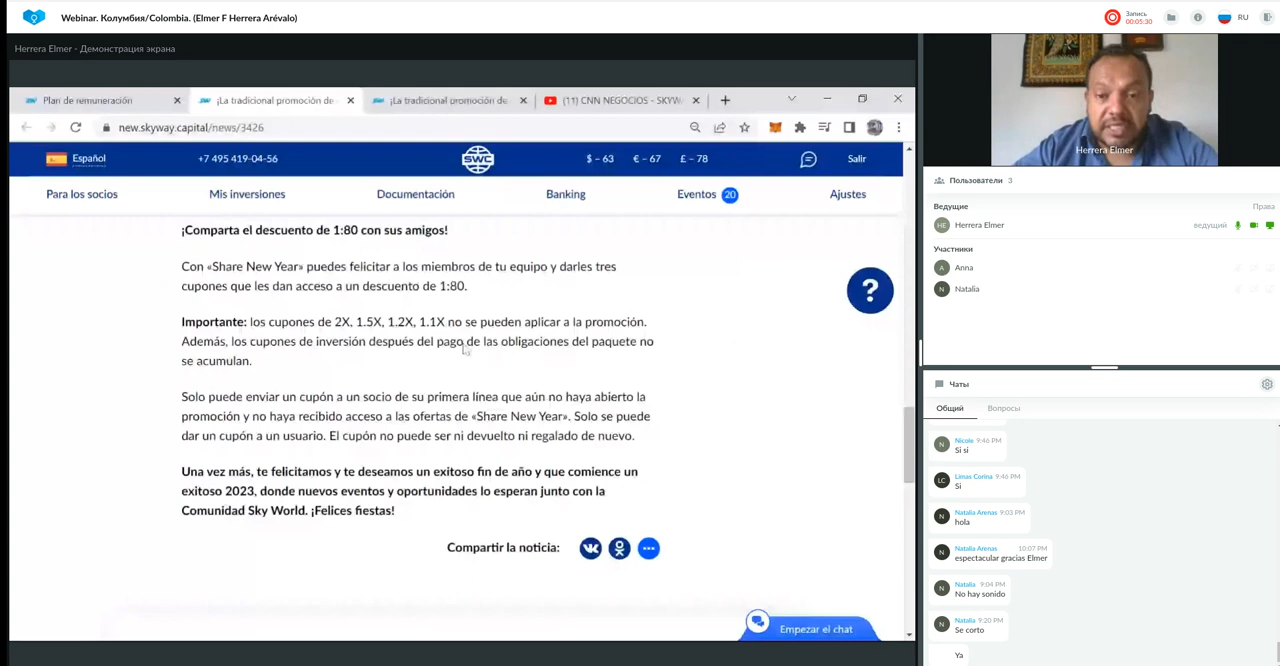 Webinar. Колумбия/Colombia. (Elmer F Herrera Arévalo)
Запись
00:05:30
RU
Herrera Elmer - Демонстрация экрана
Plan de remuneración
¡La tradicional promoción de
¡La tradicional promoción de
(11) CNN NEGOCIOS - SKYW
new.skyway.capital/news/3426
Español
+7 495 419-04-56
SWC
$ – 63
€ – 67
£ – 78
Salir
Para los socios
Mis inversiones
Documentación
Banking
Eventos 20
Ajustes
¡Comparta el descuento de 1:80 con sus amigos!
Con «Share New Year» puedes felicitar a los miembros de tu equipo y darles tres
cupones que les dan acceso a un descuento de 1:80.
Importante: los cupones de 2X, 1.5X, 1.2X, 1.1X no se pueden aplicar a la promoción.
Además, los cupones de inversión después del pago de las obligaciones del paquete no
se acumulan.
Solo puede enviar un cupón a un socio de su primera línea que aún no haya abierto la
promoción y no haya recibido acceso a las ofertas de «Share New Year». Solo se puede
dar un cupón a un usuario. El cupón no puede ser ni devuelto ni regalado de nuevo.
Una vez más, te felicitamos y te deseamos un exitoso fin de año y que comience un
exitoso 2023, donde nuevos eventos y oportunidades lo esperan junto con la
Comunidad Sky World. ¡Felices fiestas!
Compartir la noticia:
?
Empezar el chat
Herrera Elmer
Пользователи 3
Ведущие
Права
HE
Herrera Elmer
ведущий
Участники
A
Anna
N
Natalia
Чаты
Общий
Вопросы
N
Nicole 9:46 PM
Si si
LC
Limas Corina 9:46 PM
Si
N
Natalia Arenas 9:03 PM
hola
N
Natalia Arenas 10:07 PM
espectacular gracias Elmer
N
Natalia 9:04 PM
No hay sonido
N
Natalia 9:20 PM
Se corto
Ya